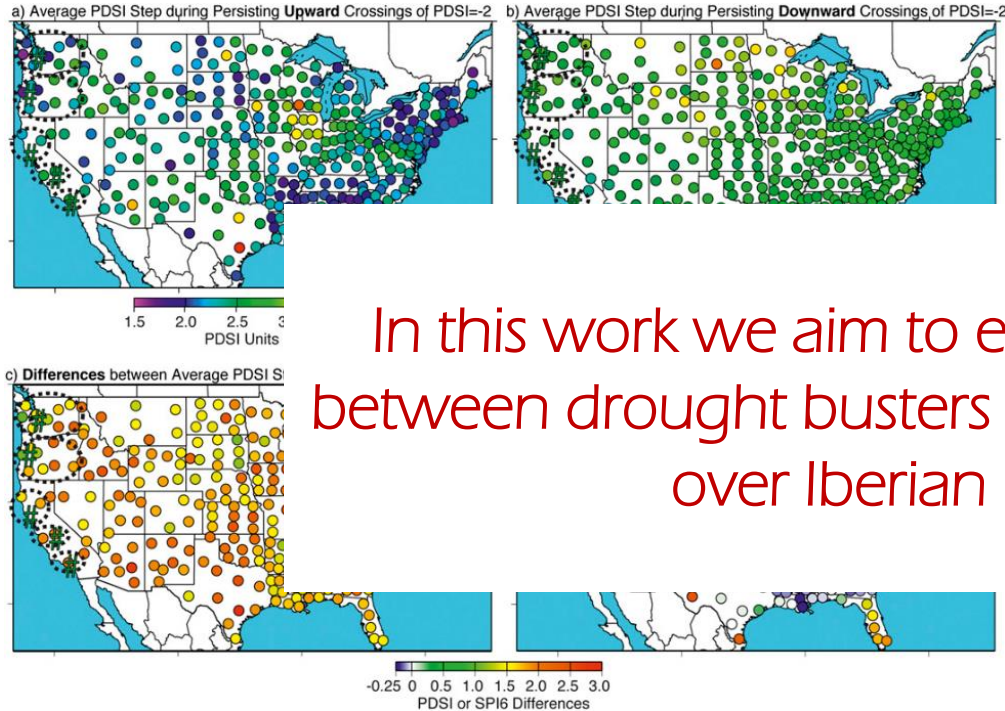 a) Average PDSI Step during Persisting Upward Crossings of PDSI=-2
b) Average PDSI Step during Persisting Downward Crossings of PDSI=-2
1.5 2.0 2.5
PDSI Units
In this work we aim to
between drought busters
over Iberian
c) Differences between Average PDSI
-0.25 0 0.5 1.0 1.5 2.0 2.5 3.0
PDSI or SPI6 Differences